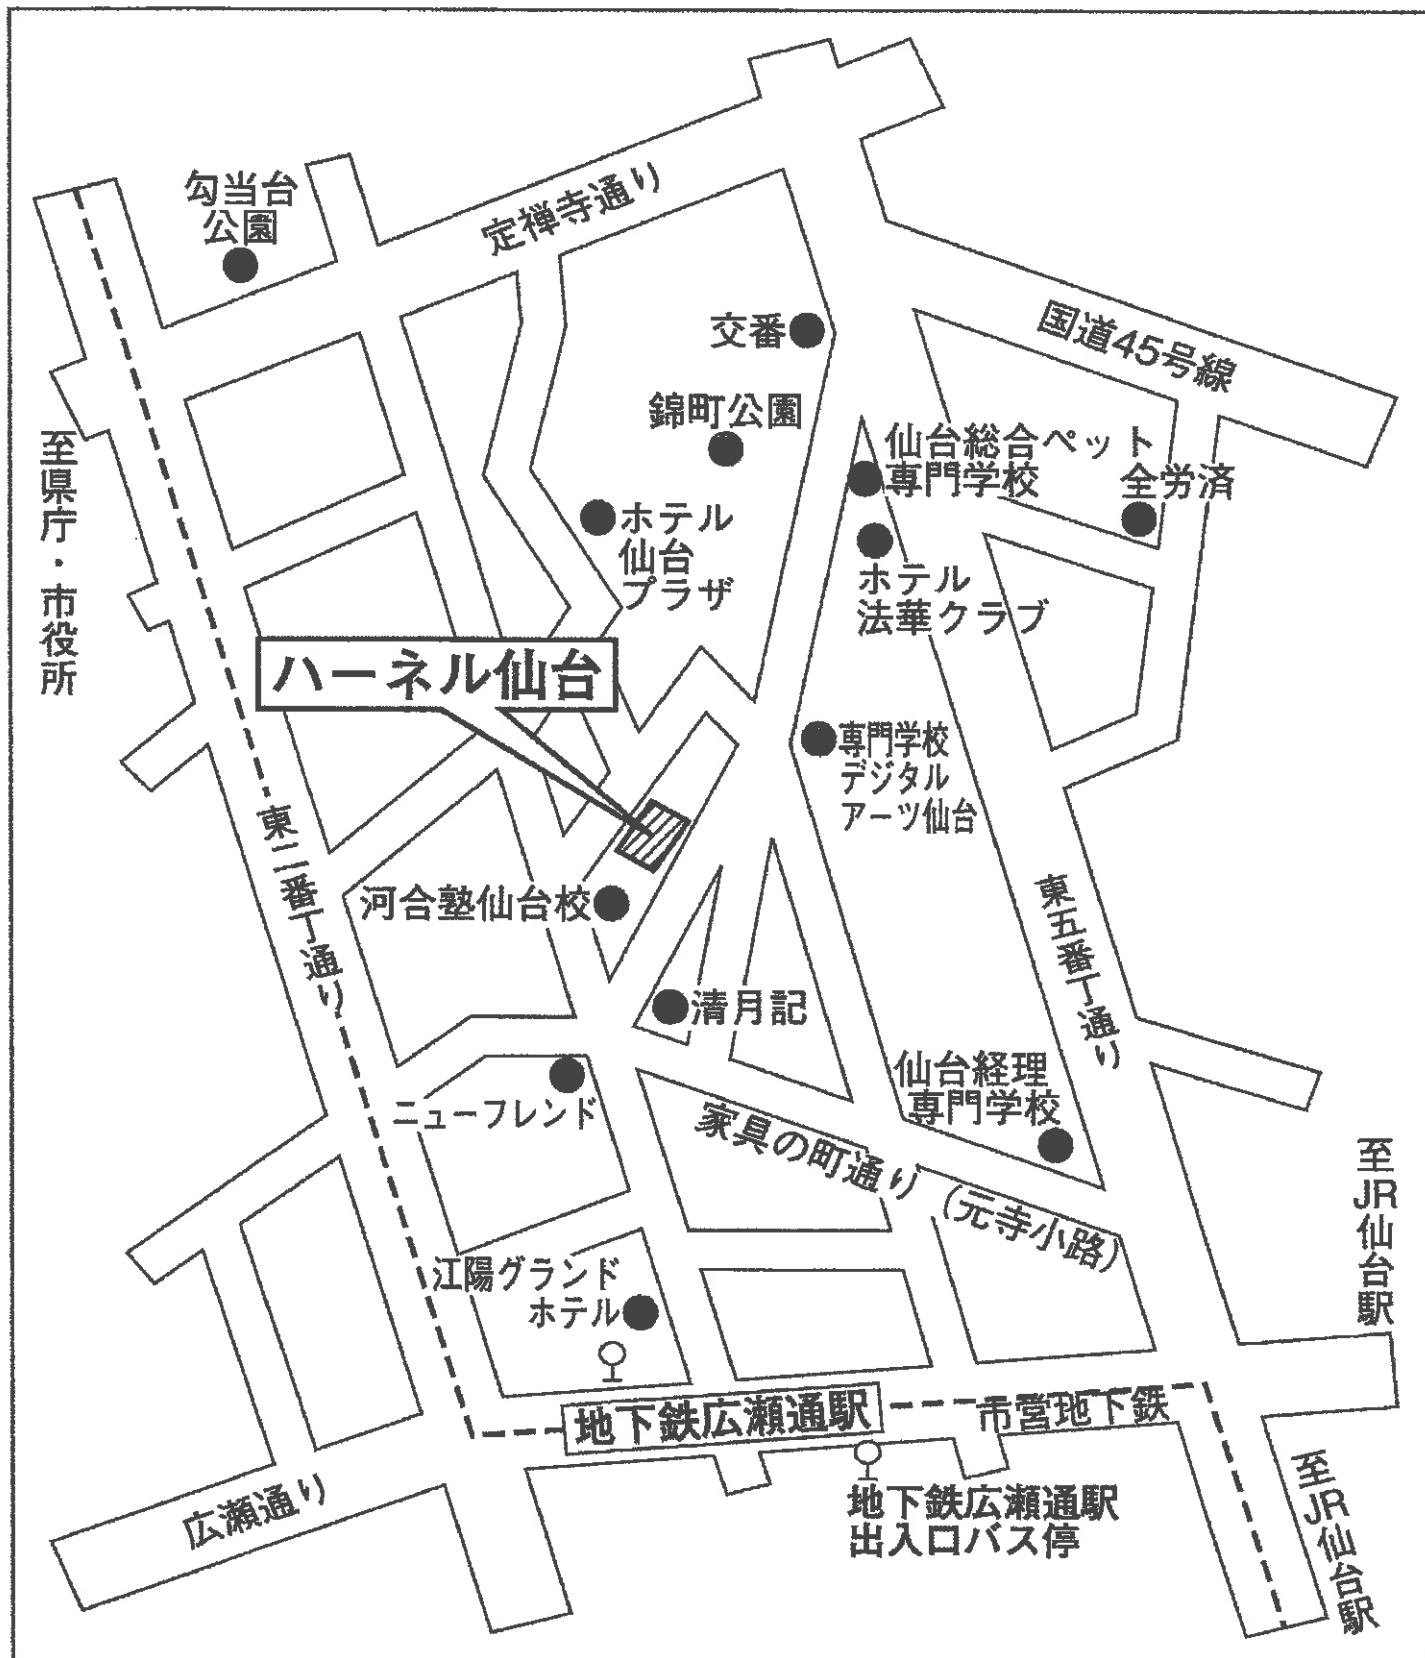 勾当台
公園
定禅寺通り
国道45号線
交番
錦町公園
仙台総合ペット
専門学校
全労済
至県庁・市役所
ホテル
仙台
プラザ
ホテル
法華クラブ
ハーネル仙台
専門学校
デジタル
アーツ仙台
東二番丁通り
河合塾仙台校
東五番丁通り
清月記
仙台経理
専門学校
ニューフレンド
家具の町通り(元寺小路)
至JR仙台駅
江陽グランド
ホテル
地下鉄広瀬通駅
市営地下鉄
広瀬通り
地下鉄広瀬通駅
出入口バス停
至JR仙台駅